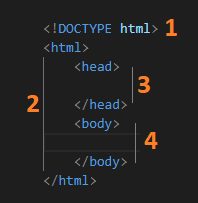 <!DOCTYPE html> 1
<html>
<head>
3
</head>
2
<body>
4
</body>
</html>